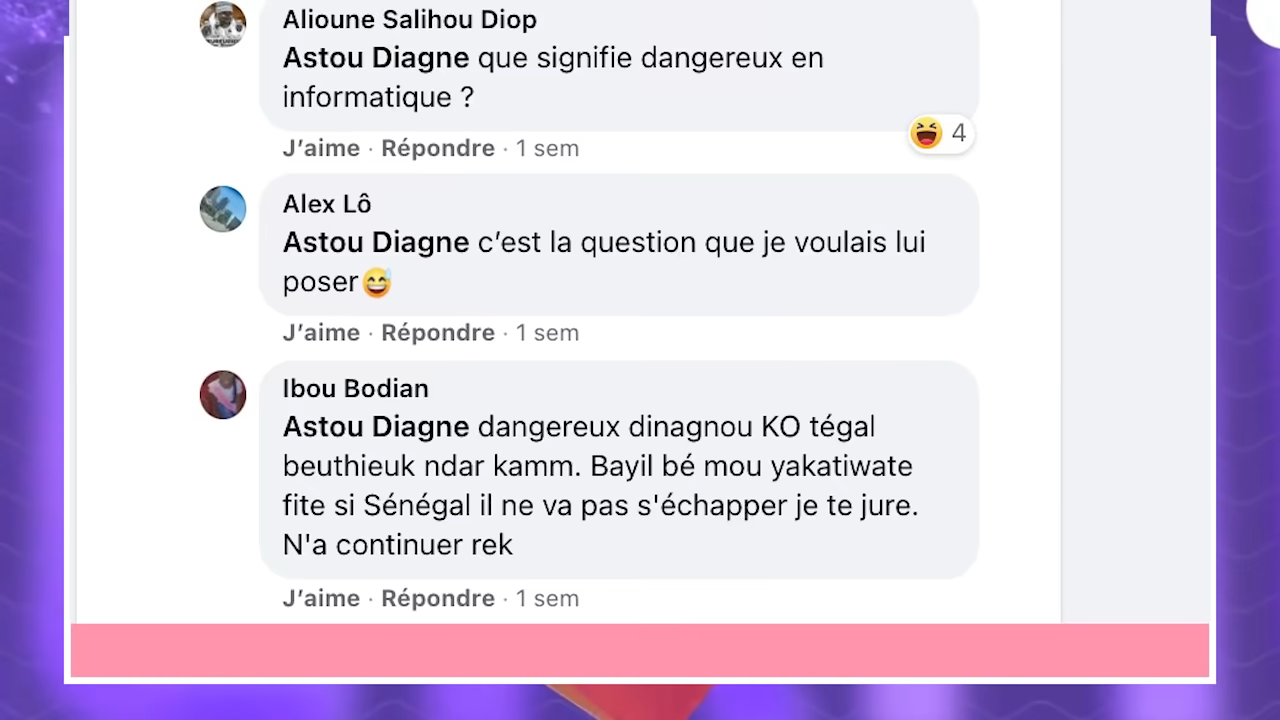 Alioune Salihou Diop
Astou Diagne que signifie dangereux en
informatique ?
4
J'aime · Répondre · 1 sem
Alex Lô
Astou Diagne c’est la question que je voulais lui
poser😅
J'aime · Répondre · 1 sem
Ibou Bodian
Astou Diagne dangereux dinagnou KO tégal
beuthieuk ndar kamm. Bayil bé mou yakatiwate
fite si Sénégal il ne va pas s'échapper je te jure.
N'a continuer rek
J'aime · Répondre · 1 sem